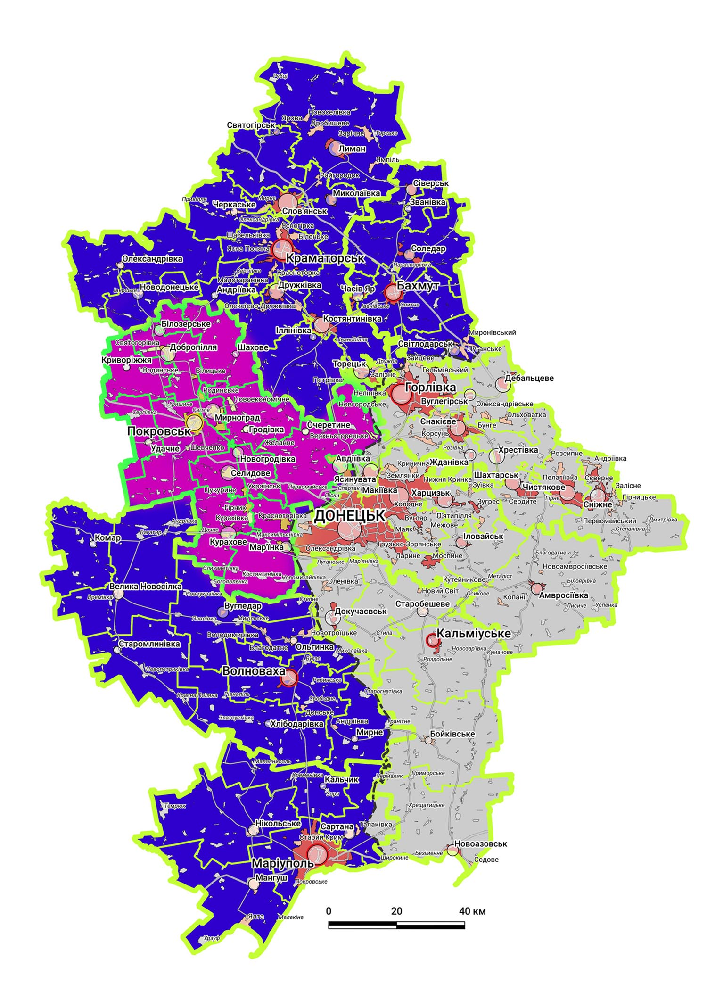 Рубці
Новоселівка
Ярова
Дробишеве
Святогірськ
Зарічне
Торське
Лиман
Ямпіль
Райгородок
Сіверськ
Миколаївка
Привілля
Мирне
Званівка
Черкаське
Слов'янськ
Олександрівка
Ясногірка
Шабельківка
Біленьке
Ясна Поляна
Соледар
Краматорськ
Олександрівка
Парасковіївка
Сергіївка
Красноторка
Малотаранівка
Іверське
Новодонецьке
Андріївка
Дружківка
Часів Яр
Бахмут
Олексієво-Дружківка
Іванівське
Опитне
Костянтинівка
Білозерське
Іллінівка
Миронівський
Іванопілля
Святогорівка
Добропілля
Шахове
Світлодарськ
Луганське
Криворіжжя
Зайцеве
Торецьк
Дружба
Водянське
Білицьке
Гольмівський
Залізне
Петрівка
Дебальцеве
Горлівка
Родинське
Неліпівка
Новоекономічне
Вуглегірськ
Новгородське
Олександрівське
Гришине
Сергіївка
Світле
Ольховатка
Мирноград
Єнакієве
Очеретине
Бунге
Покровськ
Гродівка
Корсунь
Верхньоторецьке
Желанне
Удачне
Шевченко
Розівка
Хрестівка
Розсипне
Новогродівка
Авдіївка
Кринична
Жданівка
Андріївка
Селидове
Землянки
Шахтарськ
Ясинувата
Нижня Кринка
Пелагіївка
Сєверне
Українськ
Первомайське
Спартак
Зуївка
Чистякове
Залісне
Цукурине
Макіївка
Харцизьк
Піски
Гірне
Гірницьке
Зугрес
Сердите
Холодне
Сніжне
Гірник
ДОНЕЦЬК
Курахівка
Красногорівка
Вугляр
П'ятипілля
Андріївка
Первомайський
Дмитрівка
Межове
Дачне
Маяк
Степанівка
Багатир
Максимільянівка
Комар
Іловайськ
Курахове
Мар'їнка
Грузько-Зорянське
Олександрівка
Благодатне
Ларине
Моспине
Луганське
Мар'янівка
Єлизаветівка
Новоамвросіївське
Костянтинівка
Новомихайлівка
Металіст
Богоявленка
Оленівка
Кутейникове
Білоярівка
Велика Новосілка
Новий Світ
Новоукраїнка
Осикове
Амвросіївка
Времівка
Степне
Копані
Вугледар
Старобешеве
Лисиче
Успенка
Докучаєвськ
Павлівка
Микільське
Новотроїцьке
Стила
Кальміуське
Володимирівка
Старомлинівка
Благодатне
Ольгинка
Миколаївка
Новозар'ївка
Кумачове
Бугас
Роздольне
Новопетриківка
Волноваха
Рибинське
Старогнатівка
Красна Поляна
Рівнопіль
Свободне
Донське
Златоустівка
Хлібодарівка
Андріївка
Гранітне
Мирне
Бойківське
Малоянисоль
Кременівка
Кальчик
Чермалик
Приморське
Зоря
Темрюк
Хрещатицьке
Нікольське
Сартана
Талаківка
Старий Крим
Новоазовськ
Безіменне
Маріуполь
Широкине
Сєдове
Мангуш
Покровське
0 20 40 км
Ялта
Мелекіне
Урзуф